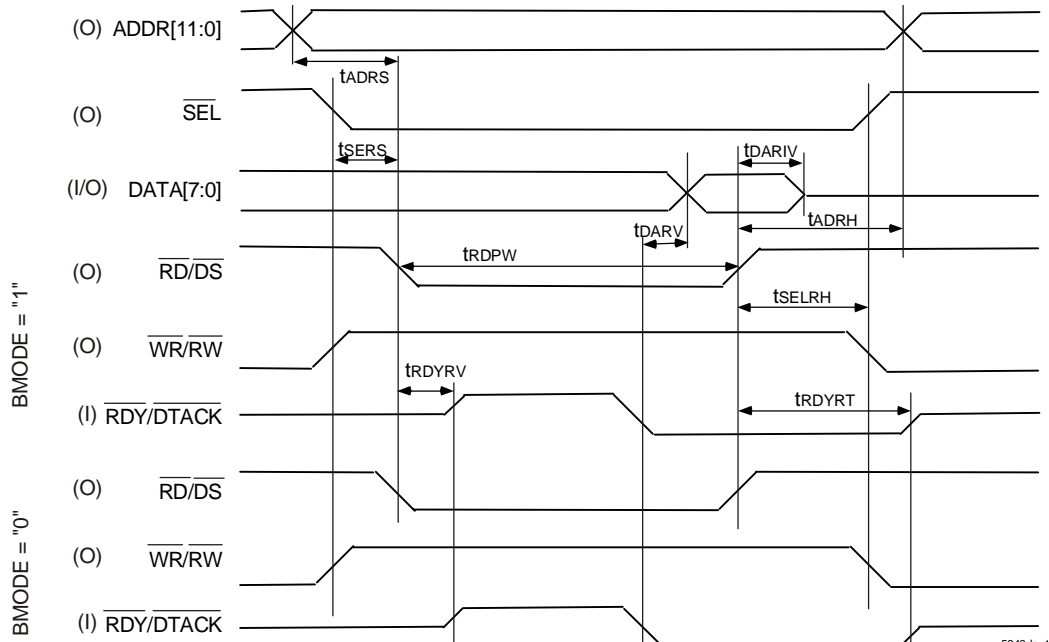 (O) ADDR[11:0]
tADRS
(O) SEL
tSERS
tDARIV
(I/O) DATA[7:0]
tADRH
tDARV
tRDPW
(O) RD/DS
tSELRH
BMODE = "1"
(O) WR/RW
tRDYRV
tRDYRT
(I) RDY/DTACK
(O) RD/DS
BMODE = "0"
(O) WR/RW
(I) RDY/DTACK